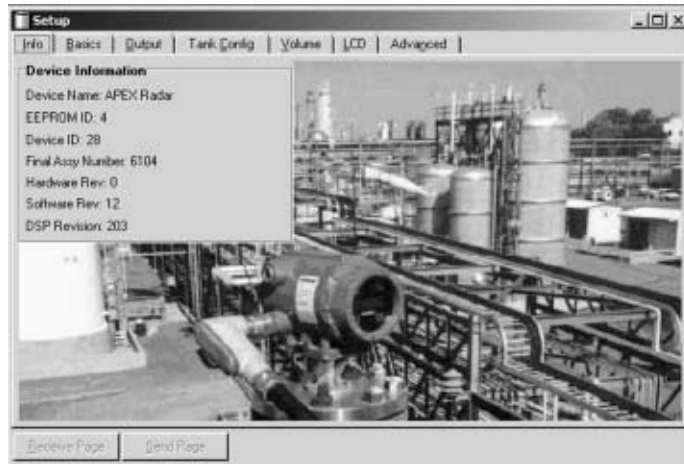 Setup
Info Basics Output Tank Config Volume LCD Advanced
Device Information
Device Name: APEX Radar
EEPROM ID: 4
Device ID: 28
Final Assy Number: 6104
Hardware Rev: 0
Software Rev: 12
DSP Revision: 203
Receive Page Send Page